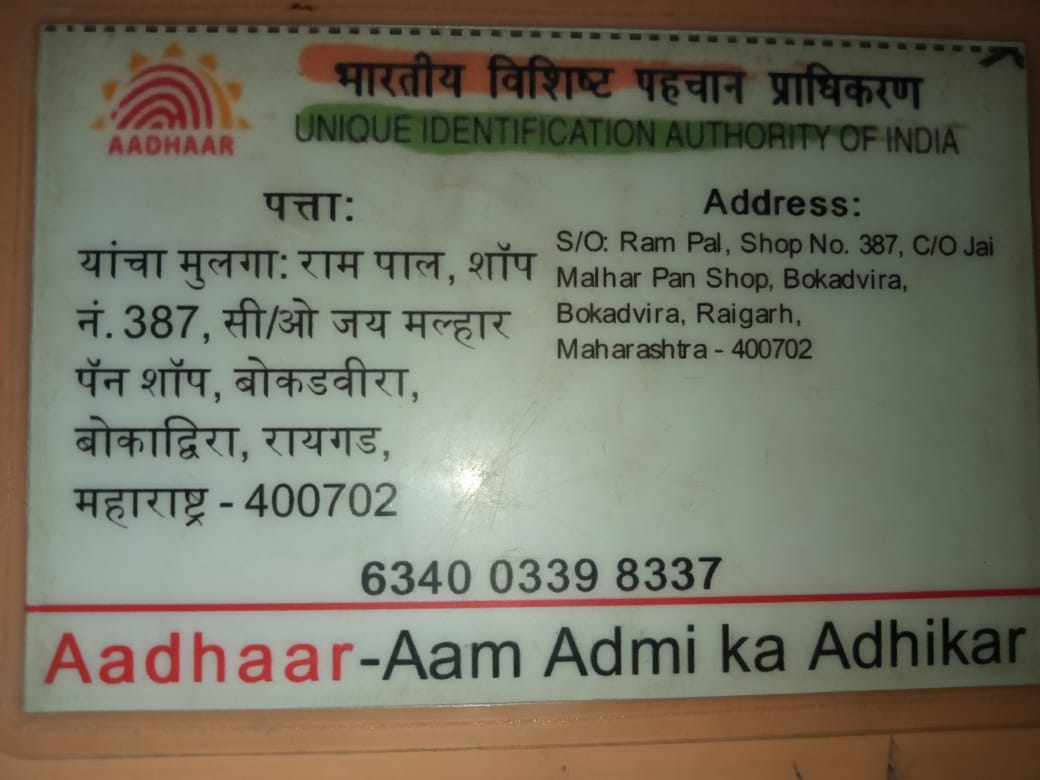 भारतीय विशिष्ट पहचान प्राधिकरण
UNIQUE IDENTIFICATION AUTHORITY OF INDIA
AADHAAR
पत्ता:
यांचा मुलगा: राम पाल, शॉप
नं. 387, सी/ओ जय मल्हार
पॅन शॉप, बोकडवीरा,
बोकाद्विरा, रायगड,
महाराष्ट्र - 400702
Address:
S/O: Ram Pal, Shop No. 387, C/O Jai
Malhar Pan Shop, Bokadvira,
Bokadvira, Raigarh,
Maharashtra - 400702
6340 0339 8337
Aadhaar-Aam Admi ka Adhikar